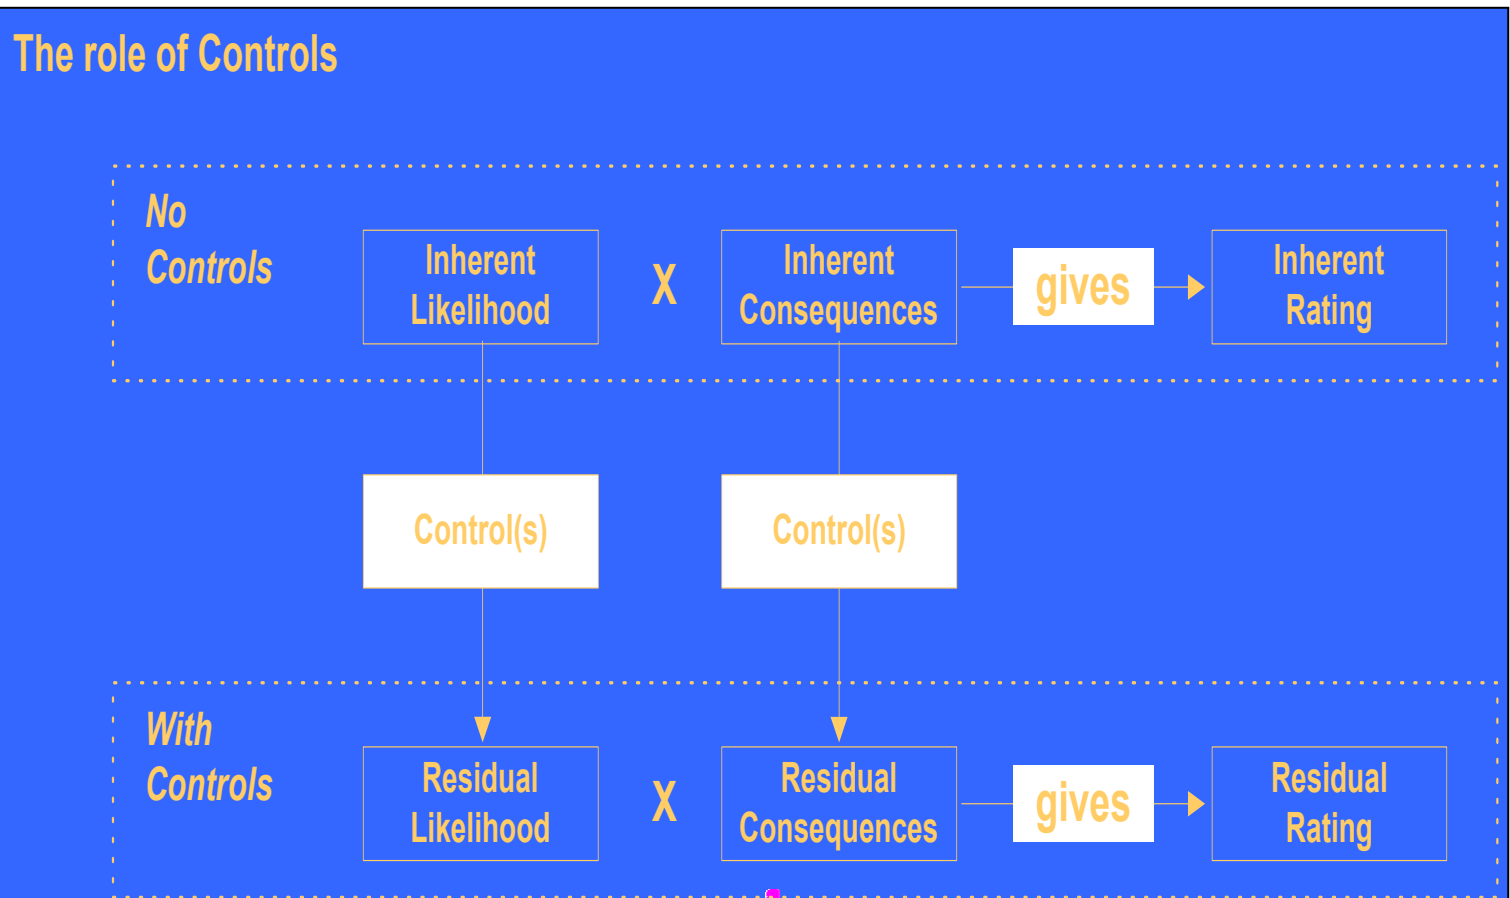 The role of Controls
No
Controls
Inherent
Likelihood
X
Inherent
Consequences
gives
Inherent
Rating
Control(s)
Control(s)
With
Controls
Residual
Likelihood
X
Residual
Consequences
gives
Residual
Rating